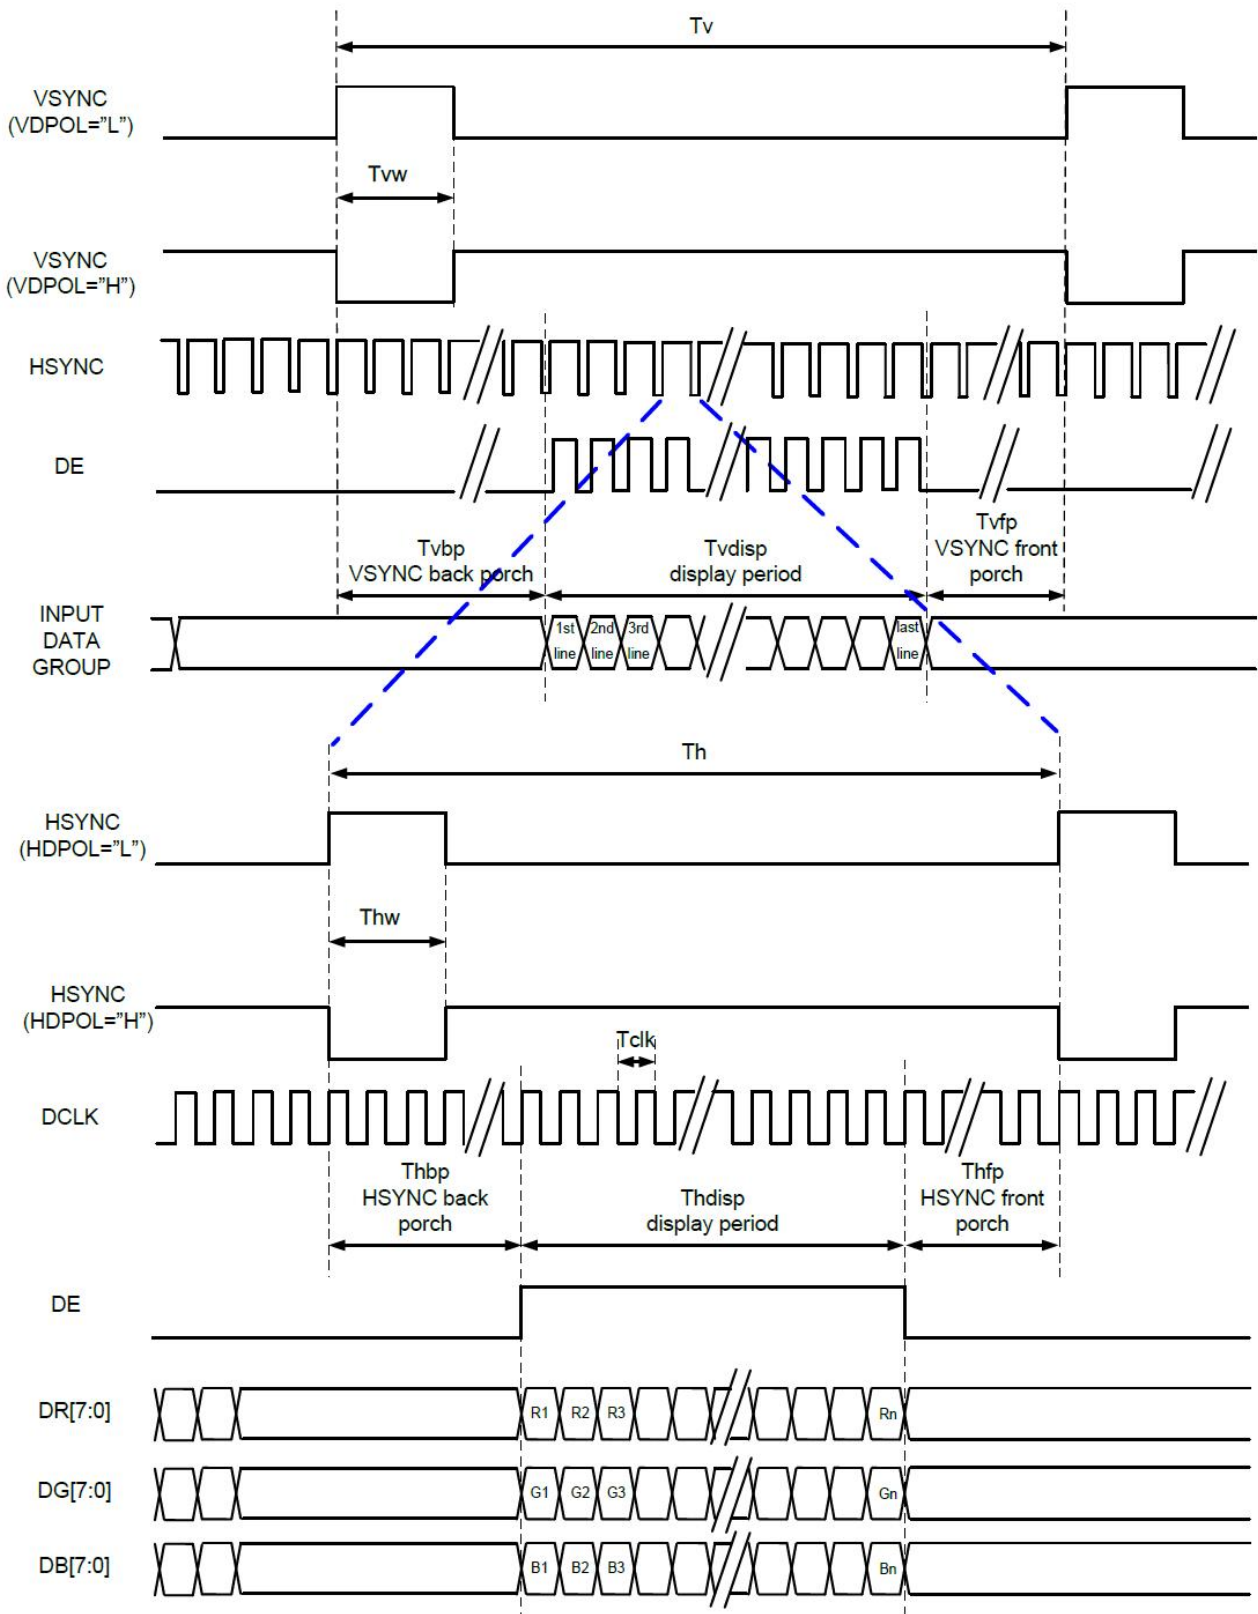 Tv
VSYNC
(VDPOL="L")
Tvw
VSYNC
(VDPOL="H")
HSYNC
DE
Tvbp
VSYNC back porch
Tvdisp
display period
Tvfp
VSYNC front
porch
INPUT
DATA
GROUP
1st
line
2nd
line
3rd
line
last
line
Th
HSYNC
(HDPOL="L")
Thw
HSYNC
(HDPOL="H")
Tclk
DCLK
Thbp
HSYNC back
porch
Thdisp
display period
Thfp
HSYNC front
porch
DE
DR[7:0]
R1 R2 R3 Rn
DG[7:0]
G1 G2 G3 Gn
DB[7:0]
B1 B2 B3 Bn